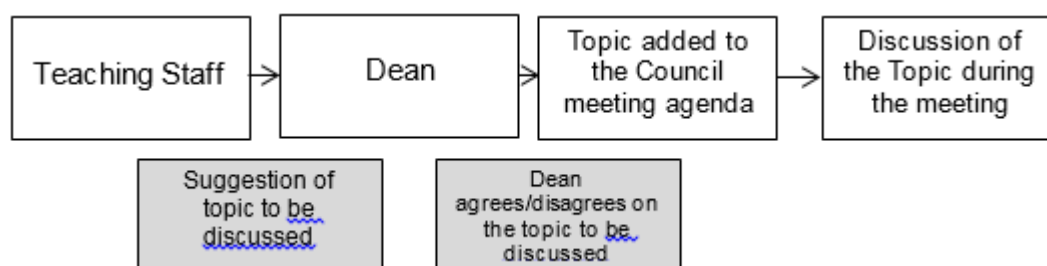 Teaching Staff
Dean
Topic added to
the Council
meeting agenda
Discussion of
the Topic during
the meeting
Suggestion of
topic to be
discussed
Dean
agrees/disagrees on
the topic to be
discussed